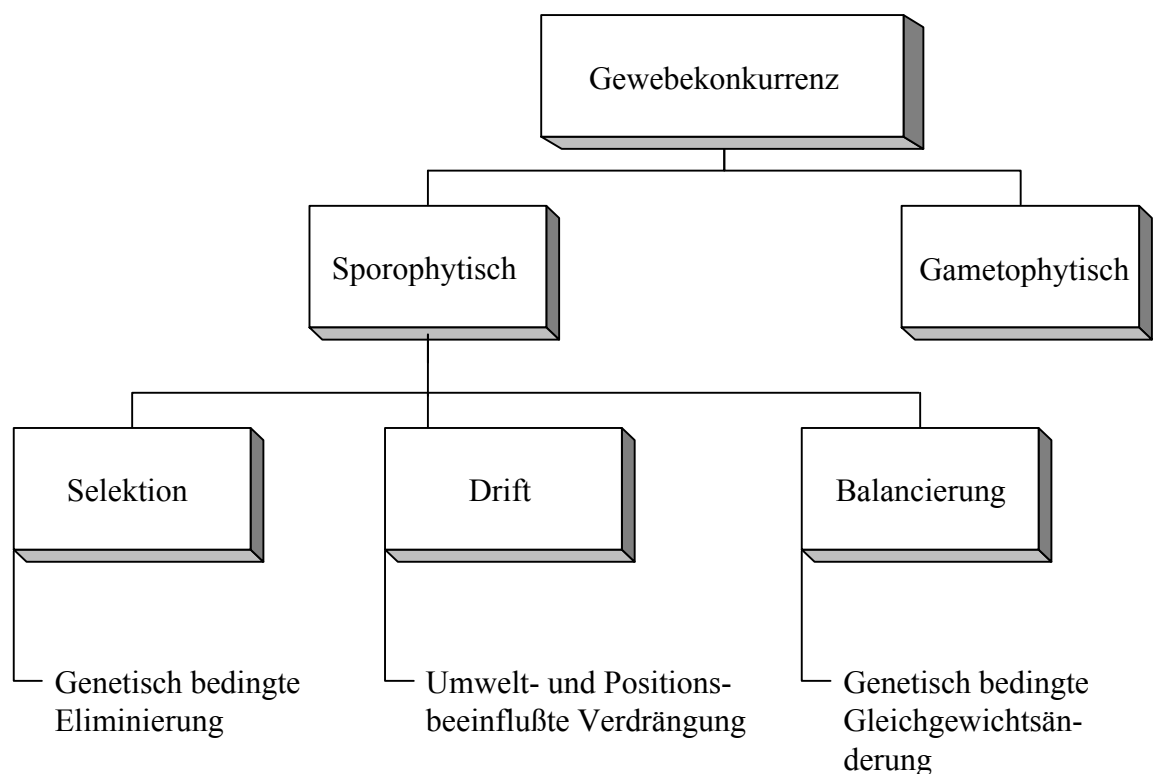 Gewebekonkurrenz
Sporophytisch
Gametophytisch
Selektion
Drift
Balancierung
Genetisch bedingte
Eliminierung
Umwelt- und Positions-
beeinflußte Verdrängung
Genetisch bedingte
Gleichgewichtsän-
derung